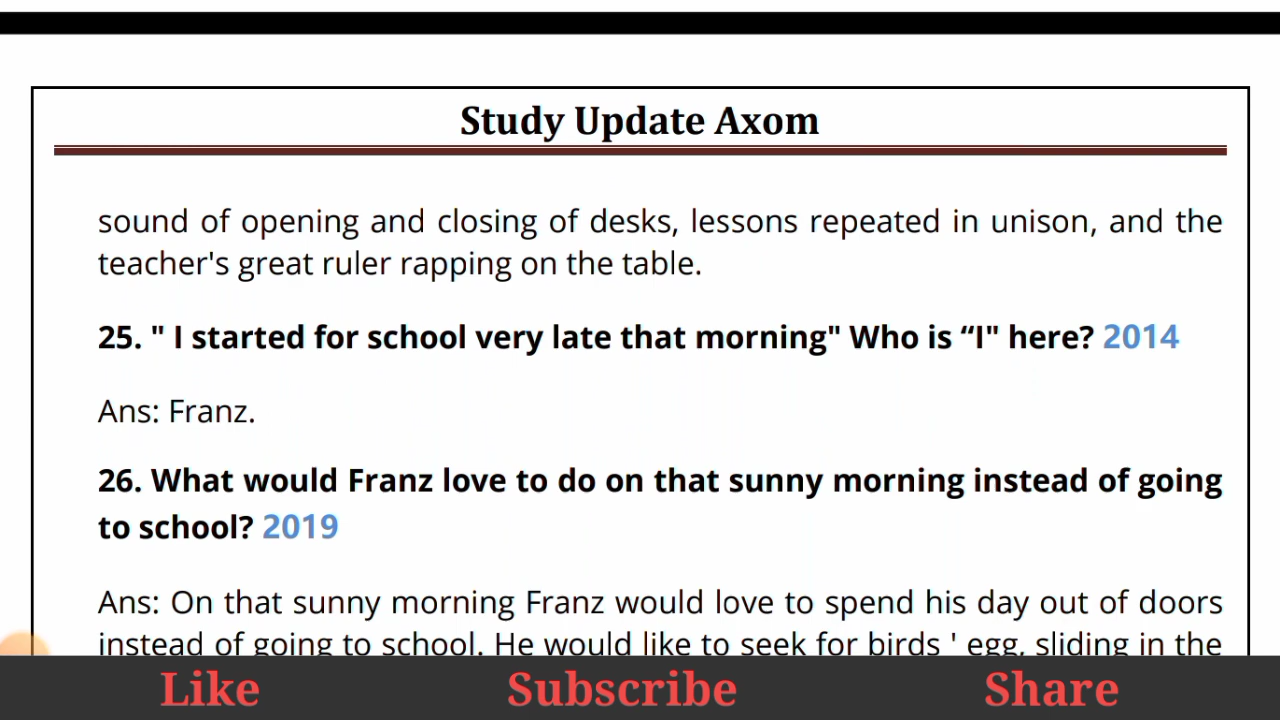 Study Update Axom
sound of opening and closing of desks, lessons repeated in unison, and the
teacher's great ruler rapping on the table.
25. " I started for school very late that morning" Who is “I" here? 2014
Ans: Franz.
26. What would Franz love to do on that sunny morning instead of going
to school? 2019
Ans: On that sunny morning Franz would love to spend his day out of doors
instead of going to school. He would like to seek for birds ' egg, sliding in the
Like Subscribe Share